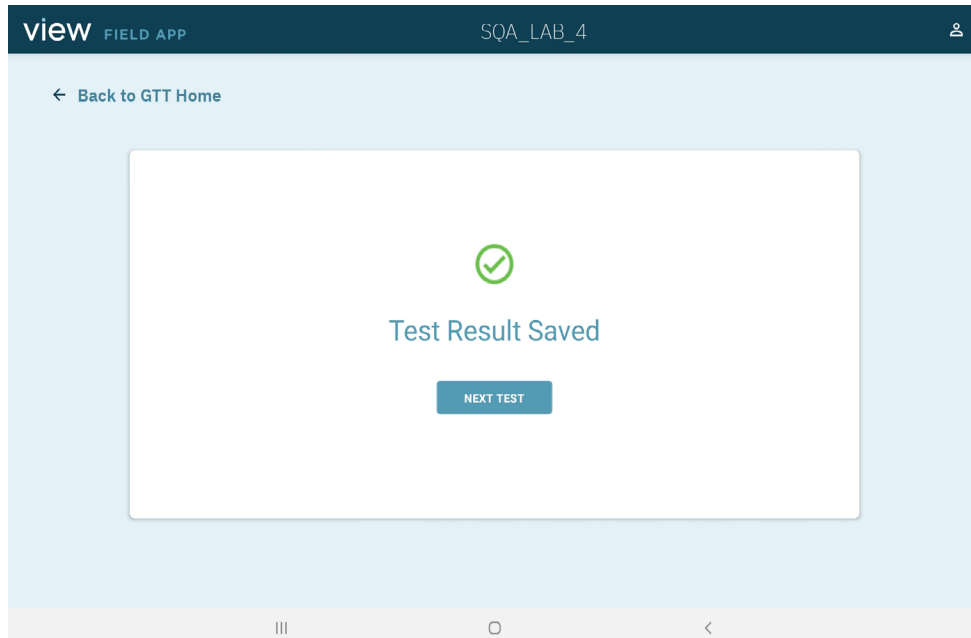 view FIELD APP SQA_LAB_4
Back to GTT Home
Test Result Saved
NEXT TEST